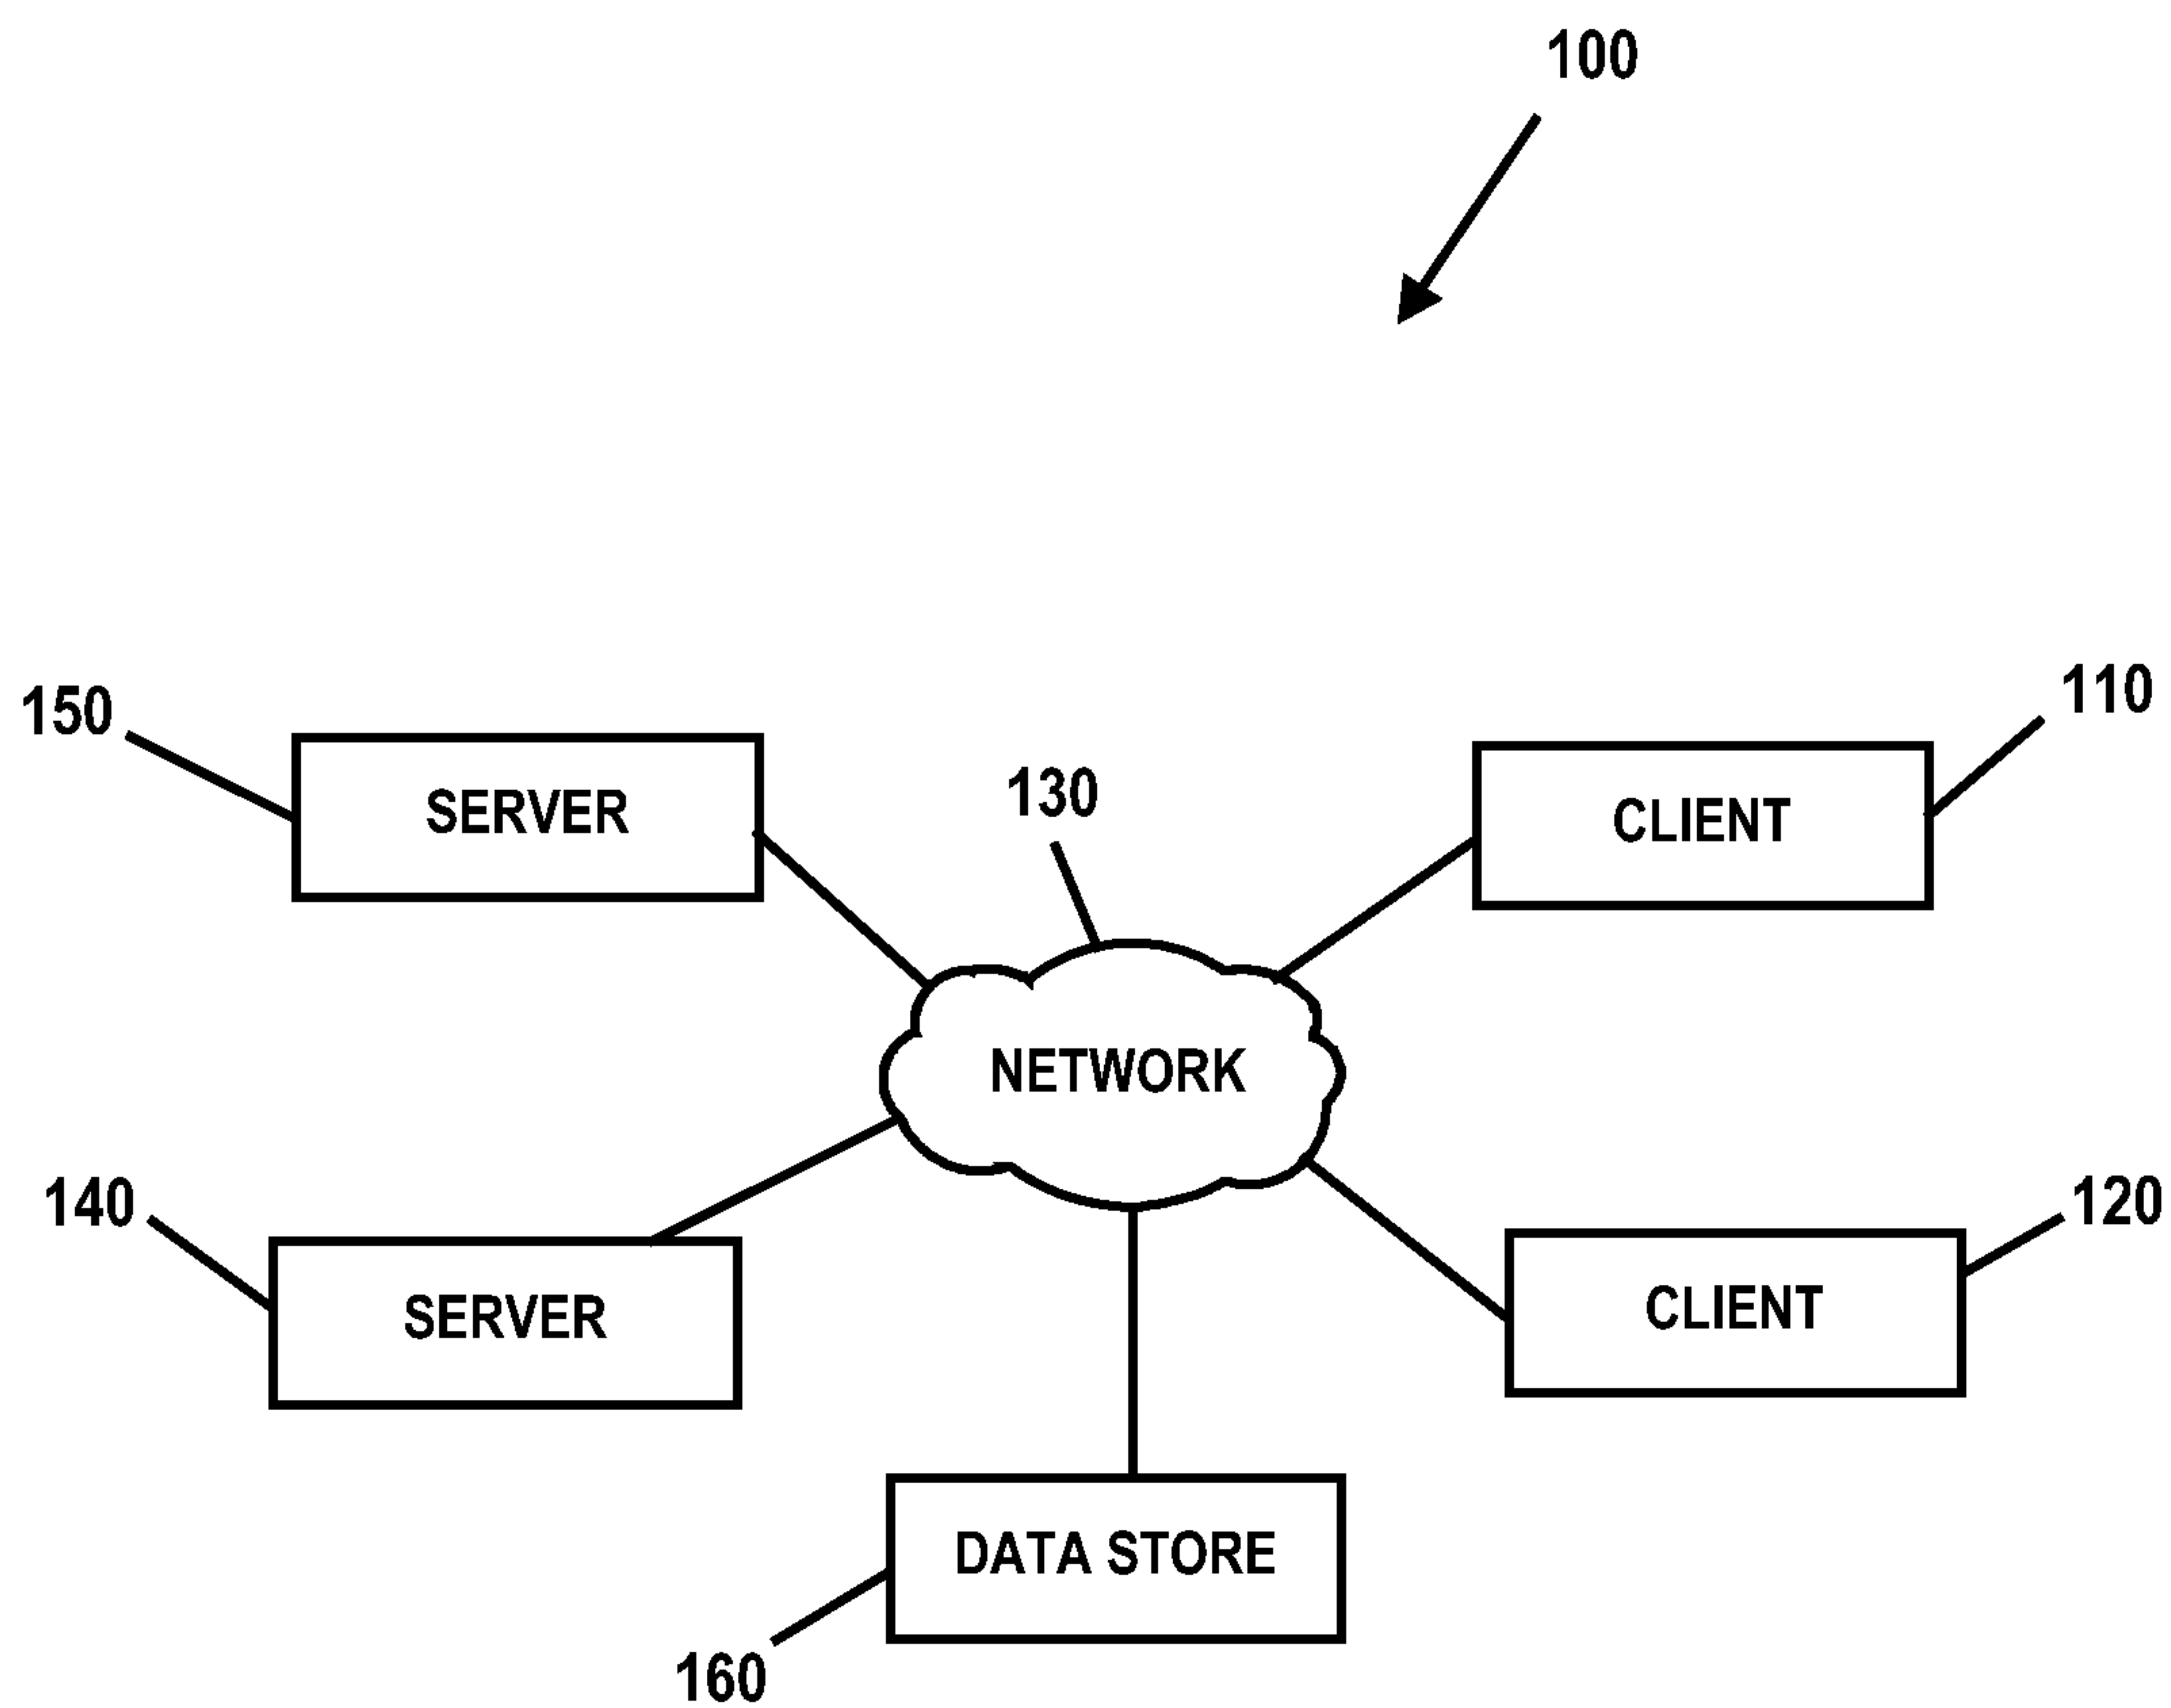 100
110
150
130
SERVER
CLIENT
NETWORK
120
140
CLIENT
SERVER
DATA STORE
160